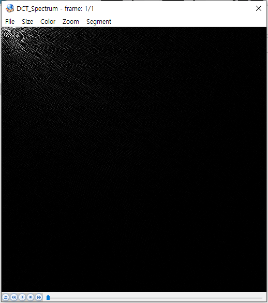 DCT_Spectrum - frame: 1/1
File Size Color Zoom Segment